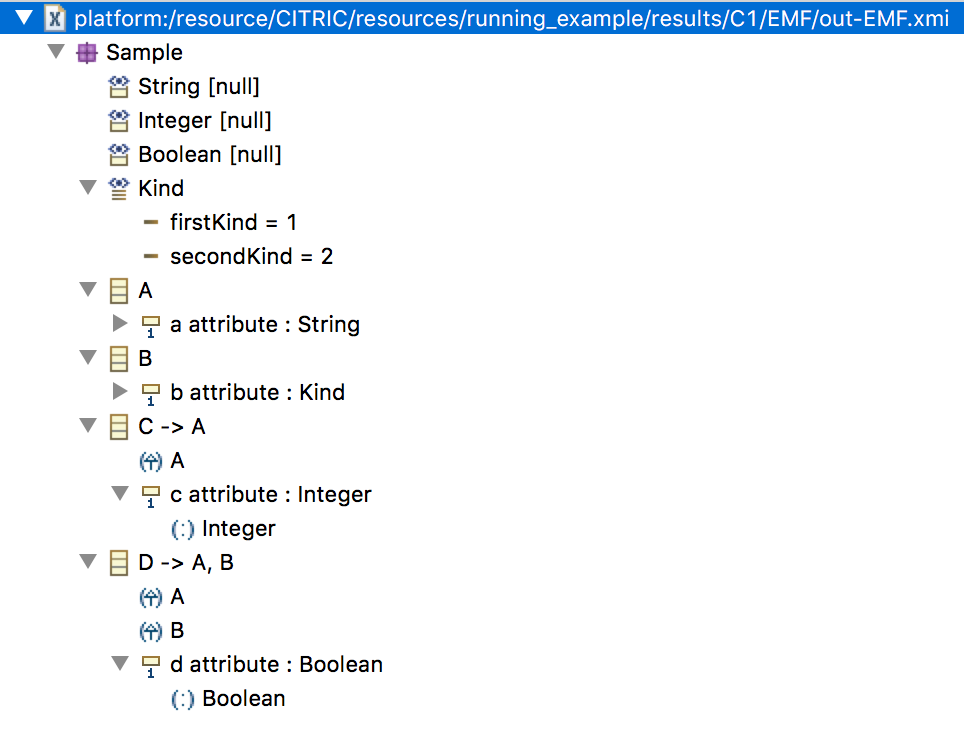 platform:/resource/CITRIC/resources/running_example/results/C1/EMF/out-EMF.xmi
Sample
String [null]
Integer [null]
Boolean [null]
Kind
firstKind = 1
secondKind = 2
A
a attribute : String
B
b attribute : Kind
C -> A
A
c attribute : Integer
Integer
D -> A, B
A
B
d attribute : Boolean
Boolean